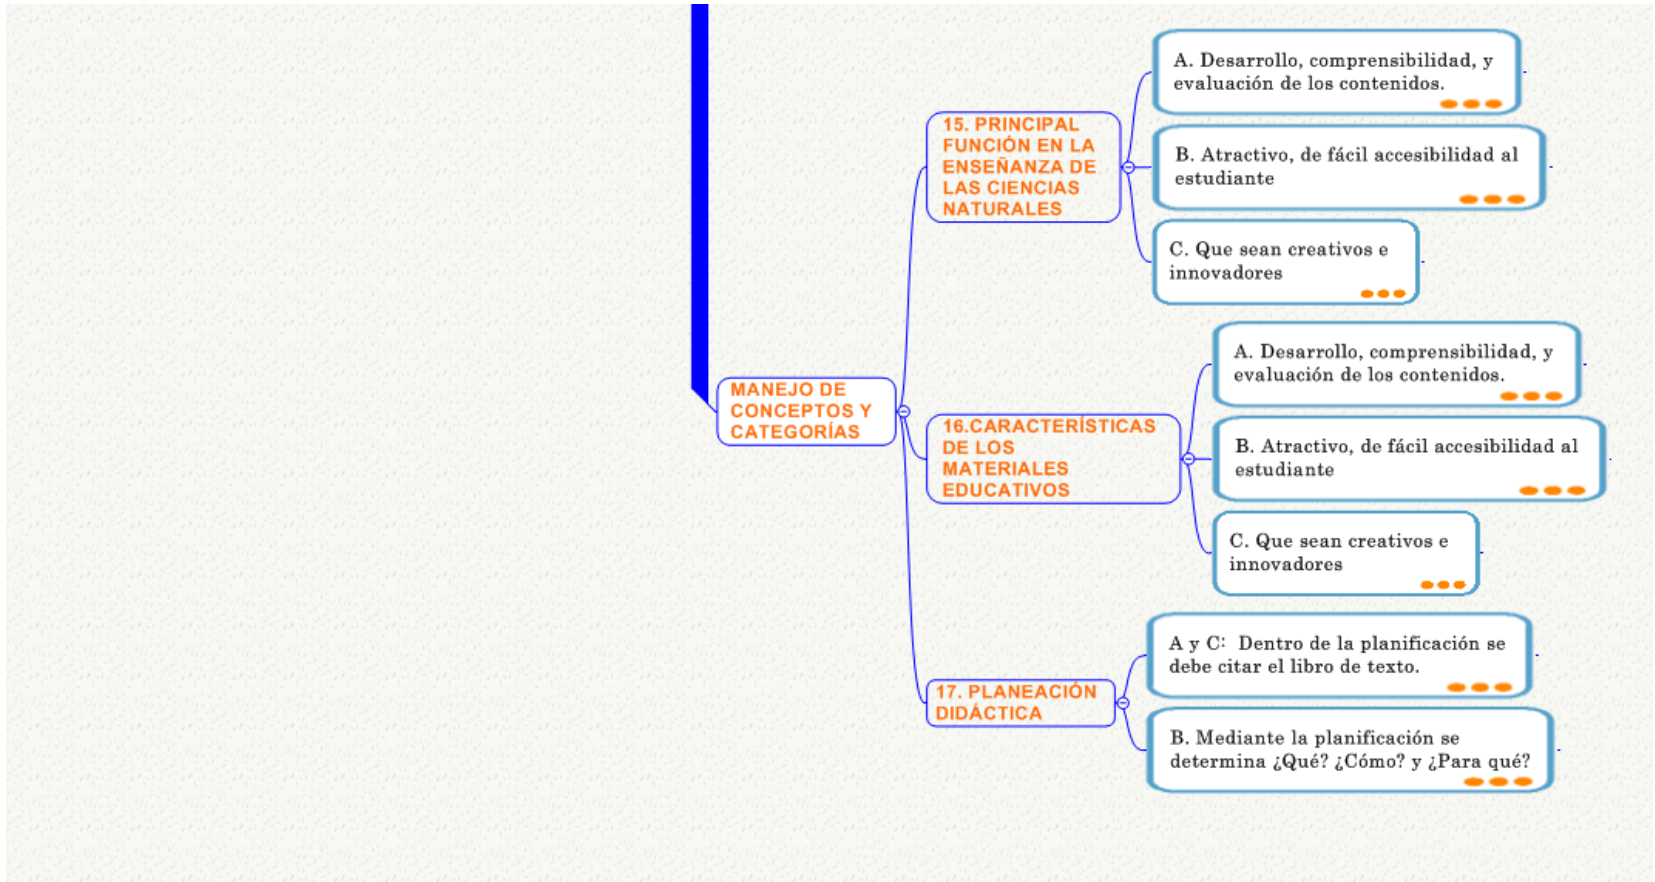 MANEJO DE
CONCEPTOS Y
CATEGORÍAS
15. PRINCIPAL
FUNCIÓN EN LA
ENSEÑANZA DE
LAS CIENCIAS
NATURALES
A. Desarrollo, comprensibilidad, y
evaluación de los contenidos.
B. Atractivo, de fácil accesibilidad al
estudiante
C. Que sean creativos e
innovadores
16.CARACTERÍSTICAS
DE LOS
MATERIALES
EDUCATIVOS
A. Desarrollo, comprensibilidad, y
evaluación de los contenidos.
B. Atractivo, de fácil accesibilidad al
estudiante
C. Que sean creativos e
innovadores
17. PLANEACIÓN
DIDÁCTICA
A y C:  Dentro de la planificación se
debe citar el libro de texto.
B. Mediante la planificación se
determina ¿Qué? ¿Cómo? y ¿Para qué?